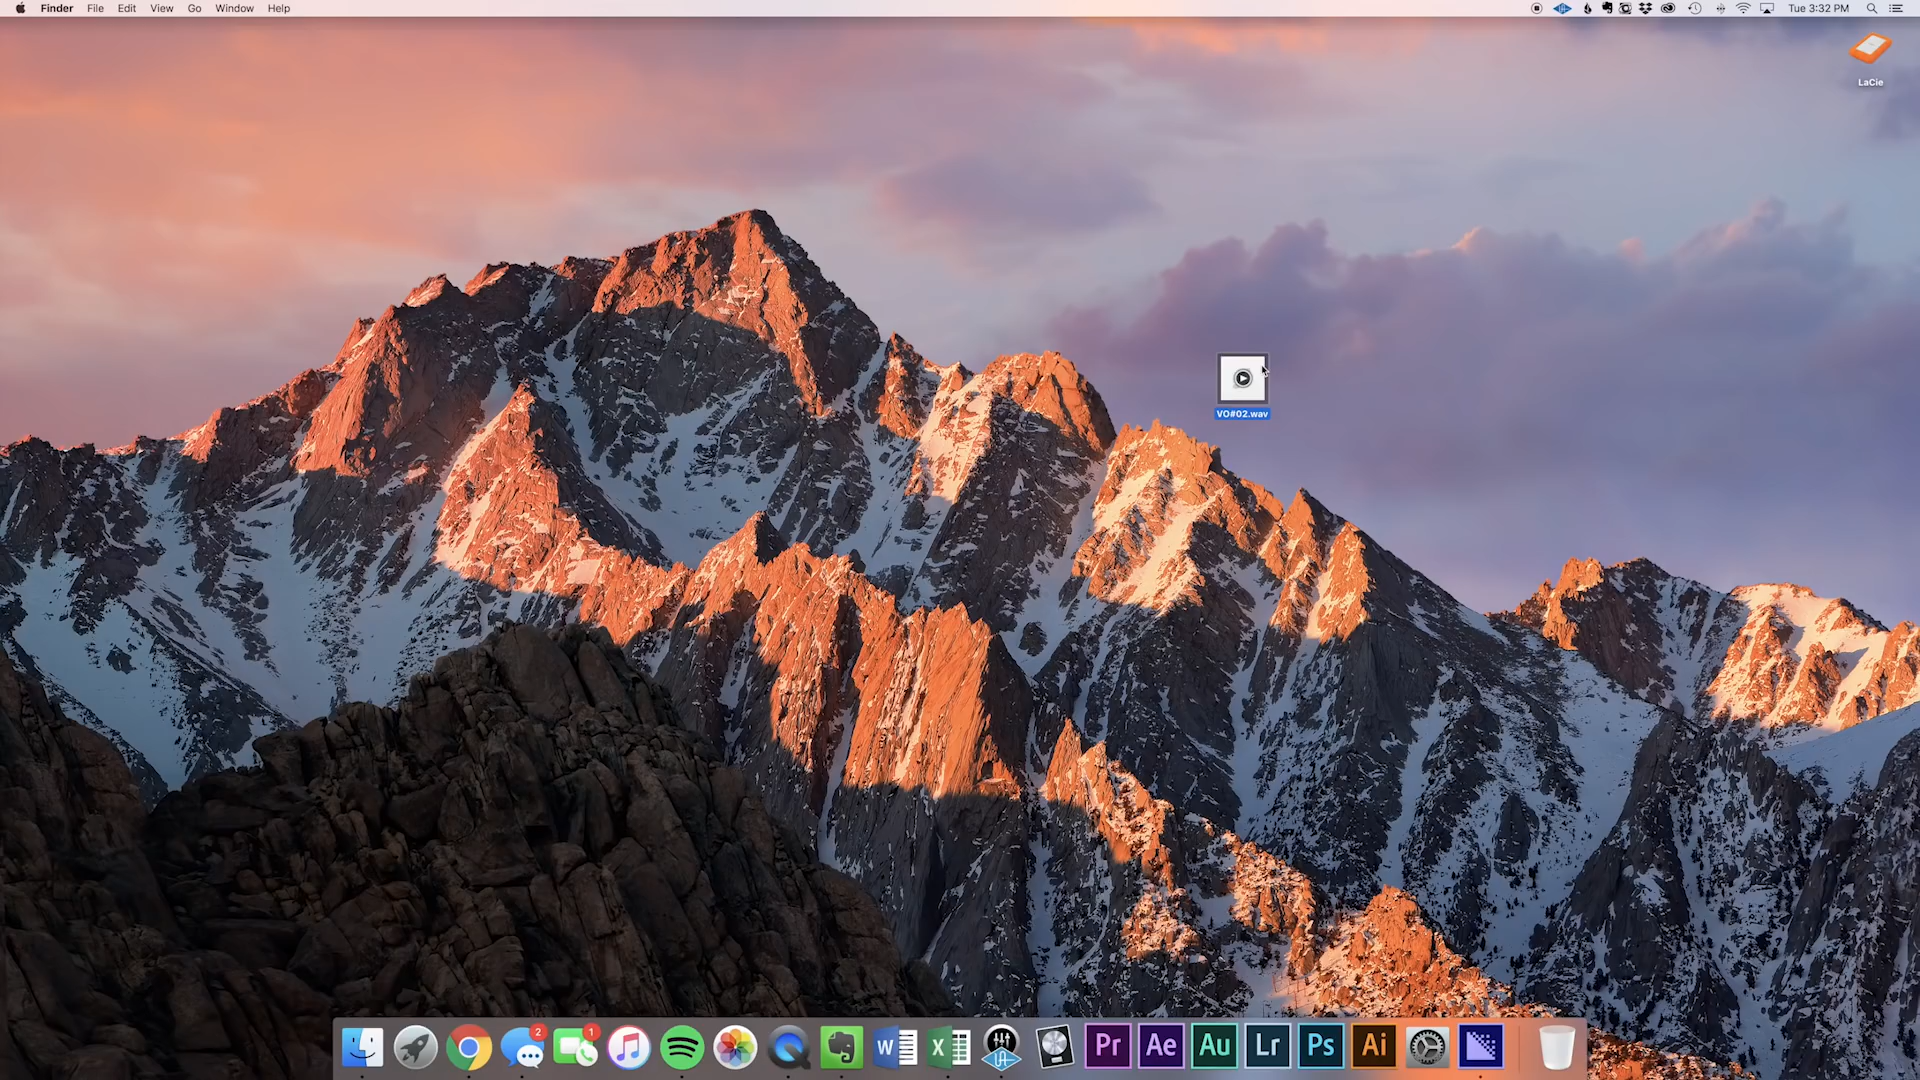 Finder File Edit View Go Window Help
Tue 3:32 PM
LaCie
VO#02.wav
2
1
W
X
UA
Pr
Ae
Au
Lr
Ps
Ai